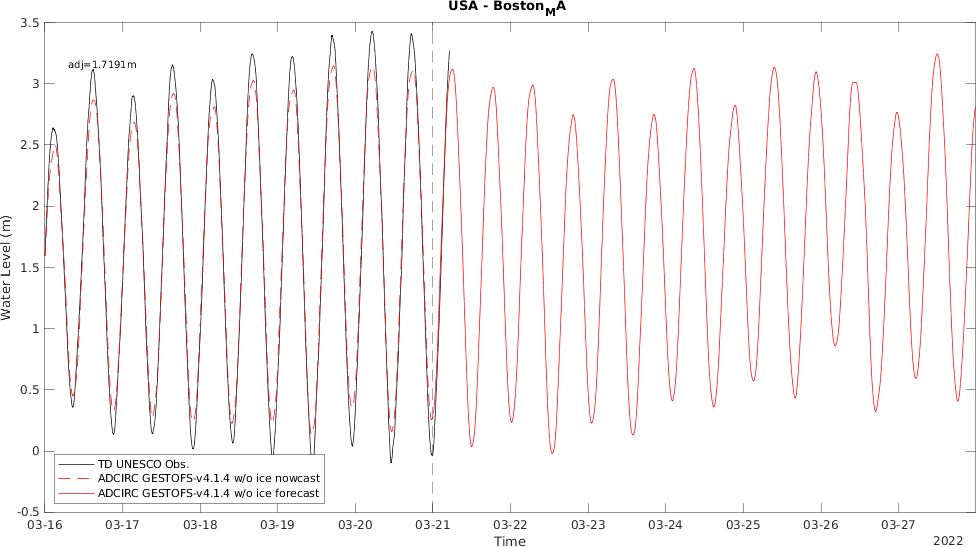 USA - BostonMA
adj=1.7191m
3.5
3
2.5
2
1.5
1
0.5
0
-0.5
Water Level (m)
TD UNESCO Obs.
ADCIRC GESTOFS-v4.1.4 w/o ice nowcast
ADCIRC GESTOFS-v4.1.4 w/o ice forecast
03-16 03-17 03-18 03-19 03-20 03-21 03-22 03-23 03-24 03-25 03-26 03-27
Time
2022